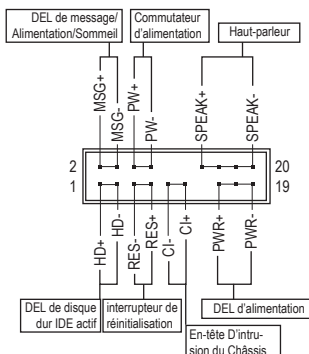 DEL de message/
Alimentation/Sommeil
Commutateur
d'alimentation
Haut-parleur
MSG+
MSG-
PW+
PW-
SPEAK+
SPEAK-
2
20
1
19
HD+
HD-
RES-
RES+
CI-
CI+
PWR+
PWR-
DEL de disque
dur IDE actif
interrupteur de
réinitialisation
DEL d'alimentation
En-tête D'intru-
sion du Châssis